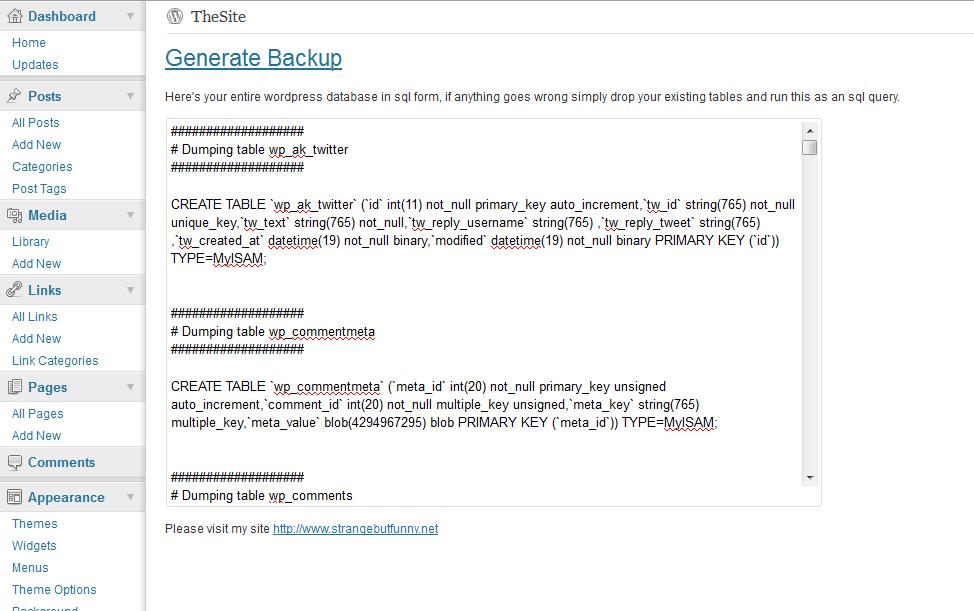 Dashboard
Home
Updates
Posts
All Posts
Add New
Categories
Post Tags
Media
Library
Add New
Links
All Links
Add New
Link Categories
Pages
All Pages
Add New
Comments
Appearance
Themes
Widgets
Menus
Theme Options
Background
TheSite
Generate Backup
Here's your entire wordpress database in sql form, if anything goes wrong simply drop your existing tables and run this as an sql query.
###################
# Dumping table wp_ak_twitter
###################
CREATE TABLE `wp_ak_twitter` (`id` int(11) not_null primary_key auto_increment,`tw_id` string(765) not_null
unique_key,`tw_text` string(765) not_null,`tw_reply_username` string(765) ,`tw_reply_tweet` string(765)
,`tw_created_at` datetime(19) not_null binary,`modified` datetime(19) not_null binary PRIMARY KEY (`id`))
TYPE=MyISAM;
###################
# Dumping table wp_commentmeta
###################
CREATE TABLE `wp_commentmeta` (`meta_id` int(20) not_null primary_key unsigned
auto_increment,`comment_id` int(20) not_null multiple_key unsigned,`meta_key` string(765)
multiple_key,`meta_value` blob(4294967295) blob PRIMARY KEY (`meta_id`)) TYPE=MyISAM;
###################
# Dumping table wp_comments
Please visit my site http://www.strangebutfunny.net